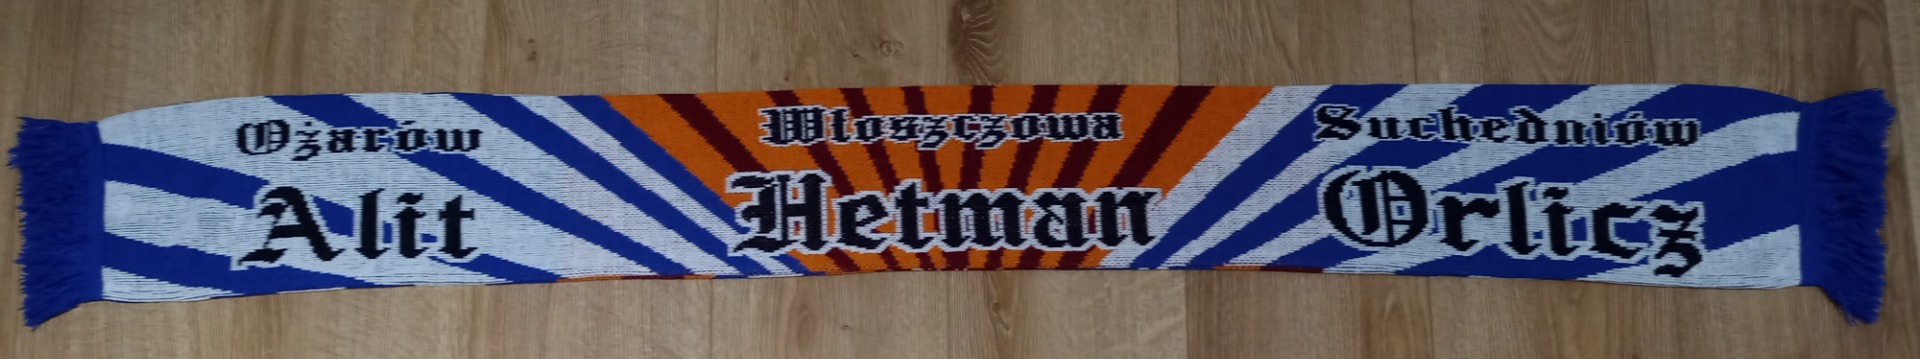 Ożarów
Alit
Włoszczowa
Hetman
Suchedniów
Orlicz